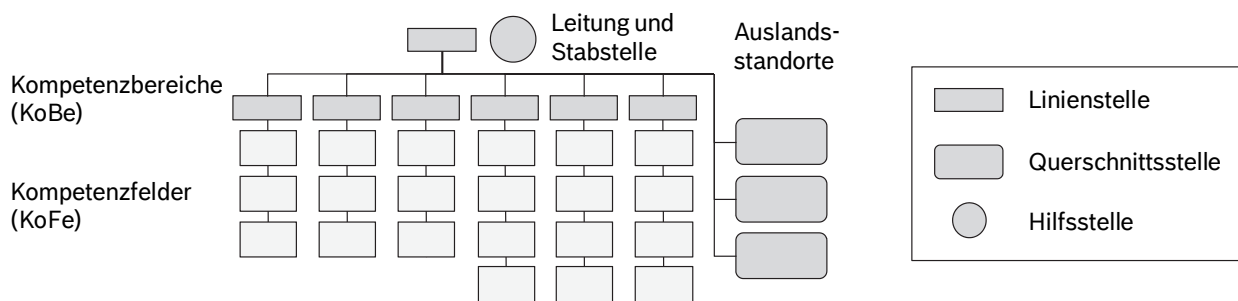 Leitung und
Stabstelle
Auslands-
standorte
Kompetenzbereiche
(KoBe)
Kompetenzfelder
(KoFe)
Linienstelle
Querschnittsstelle
Hilfsstelle